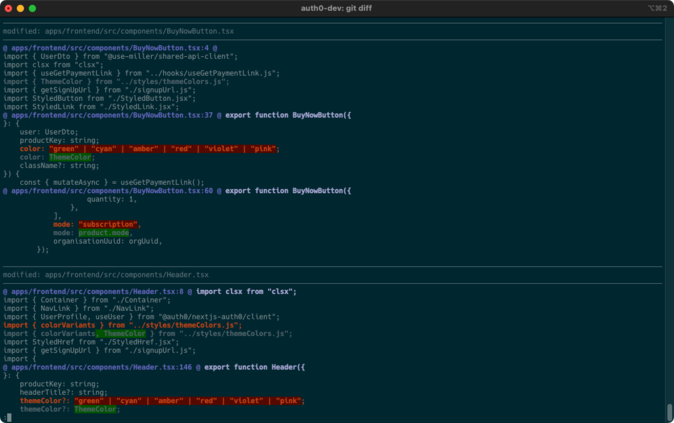 auth0-dev: git diff
⌥⌘2
modified: apps/frontend/src/components/BuyNowButton.tsx
@ apps/frontend/src/components/BuyNowButton.tsx:4 @
import { UserDto } from "@use-miller/shared-api-client";
import clsx from "clsx";
import { useGetPaymentLink } from "../hooks/useGetPaymentLink.js";
import { ThemeColor } from "../styles/themeColors.js";
import { getSignUpUrl } from "./signupUrl.js";
import StyledButton from "./StyledButton.jsx";
import StyledLink from "./StyledLink.jsx";
@ apps/frontend/src/components/BuyNowButton.tsx:37 @ export function BuyNowButton({
}: {
user: UserDto;
productKey: string;
color: "green" | "cyan" | "amber" | "red" | "violet" | "pink";
color: ThemeColor;
className?: string;
}) {
const { mutateAsync } = useGetPaymentLink();
@ apps/frontend/src/components/BuyNowButton.tsx:60 @ export function BuyNowButton({
quantity: 1,
},
],
mode: "subscription",
mode: product.mode,
organisationUuid: orgUuid,
});
modified: apps/frontend/src/components/Header.tsx
@ apps/frontend/src/components/Header.tsx:8 @ import clsx from "clsx";
import { Container } from "./Container";
import { NavLink } from "./NavLink";
import { UserProfile, useUser } from "@auth0/nextjs-auth0/client";
import { colorVariants } from "../styles/themeColors.js";
import { colorVariants, ThemeColor } from "../styles/themeColors.js";
import StyledHref from "./StyledHref.jsx";
import { getSignUpUrl } from "./signupUrl.js";
import {
@ apps/frontend/src/components/Header.tsx:146 @ export function Header({
}: {
productKey: string;
headerTitle?: string;
themeColor?: "green" | "cyan" | "amber" | "red" | "violet" | "pink";
themeColor?: ThemeColor;
: